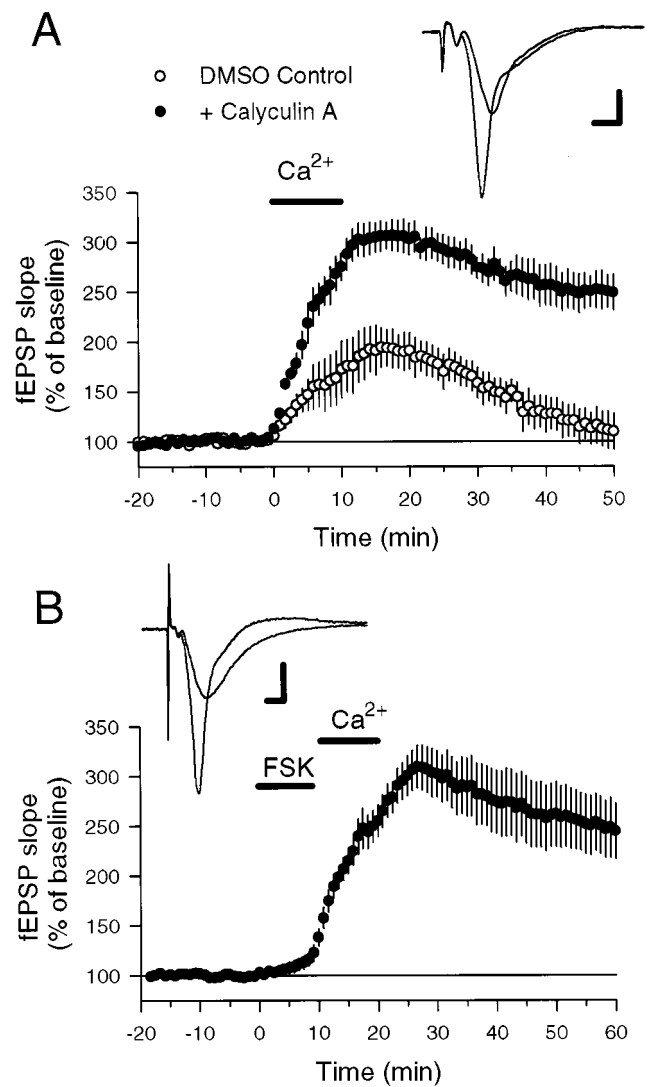 A
DMSO Control
+ Calyculin A
Ca2+
350
300
250
200
150
100
fEPSP slope
(% of baseline)
-20 -10 0 10 20 30 40 50
Time (min)
B
Ca2+
FSK
350
300
250
200
150
100
fEPSP slope
(% of baseline)
-20 -10 0 10 20 30 40 50 60
Time (min)